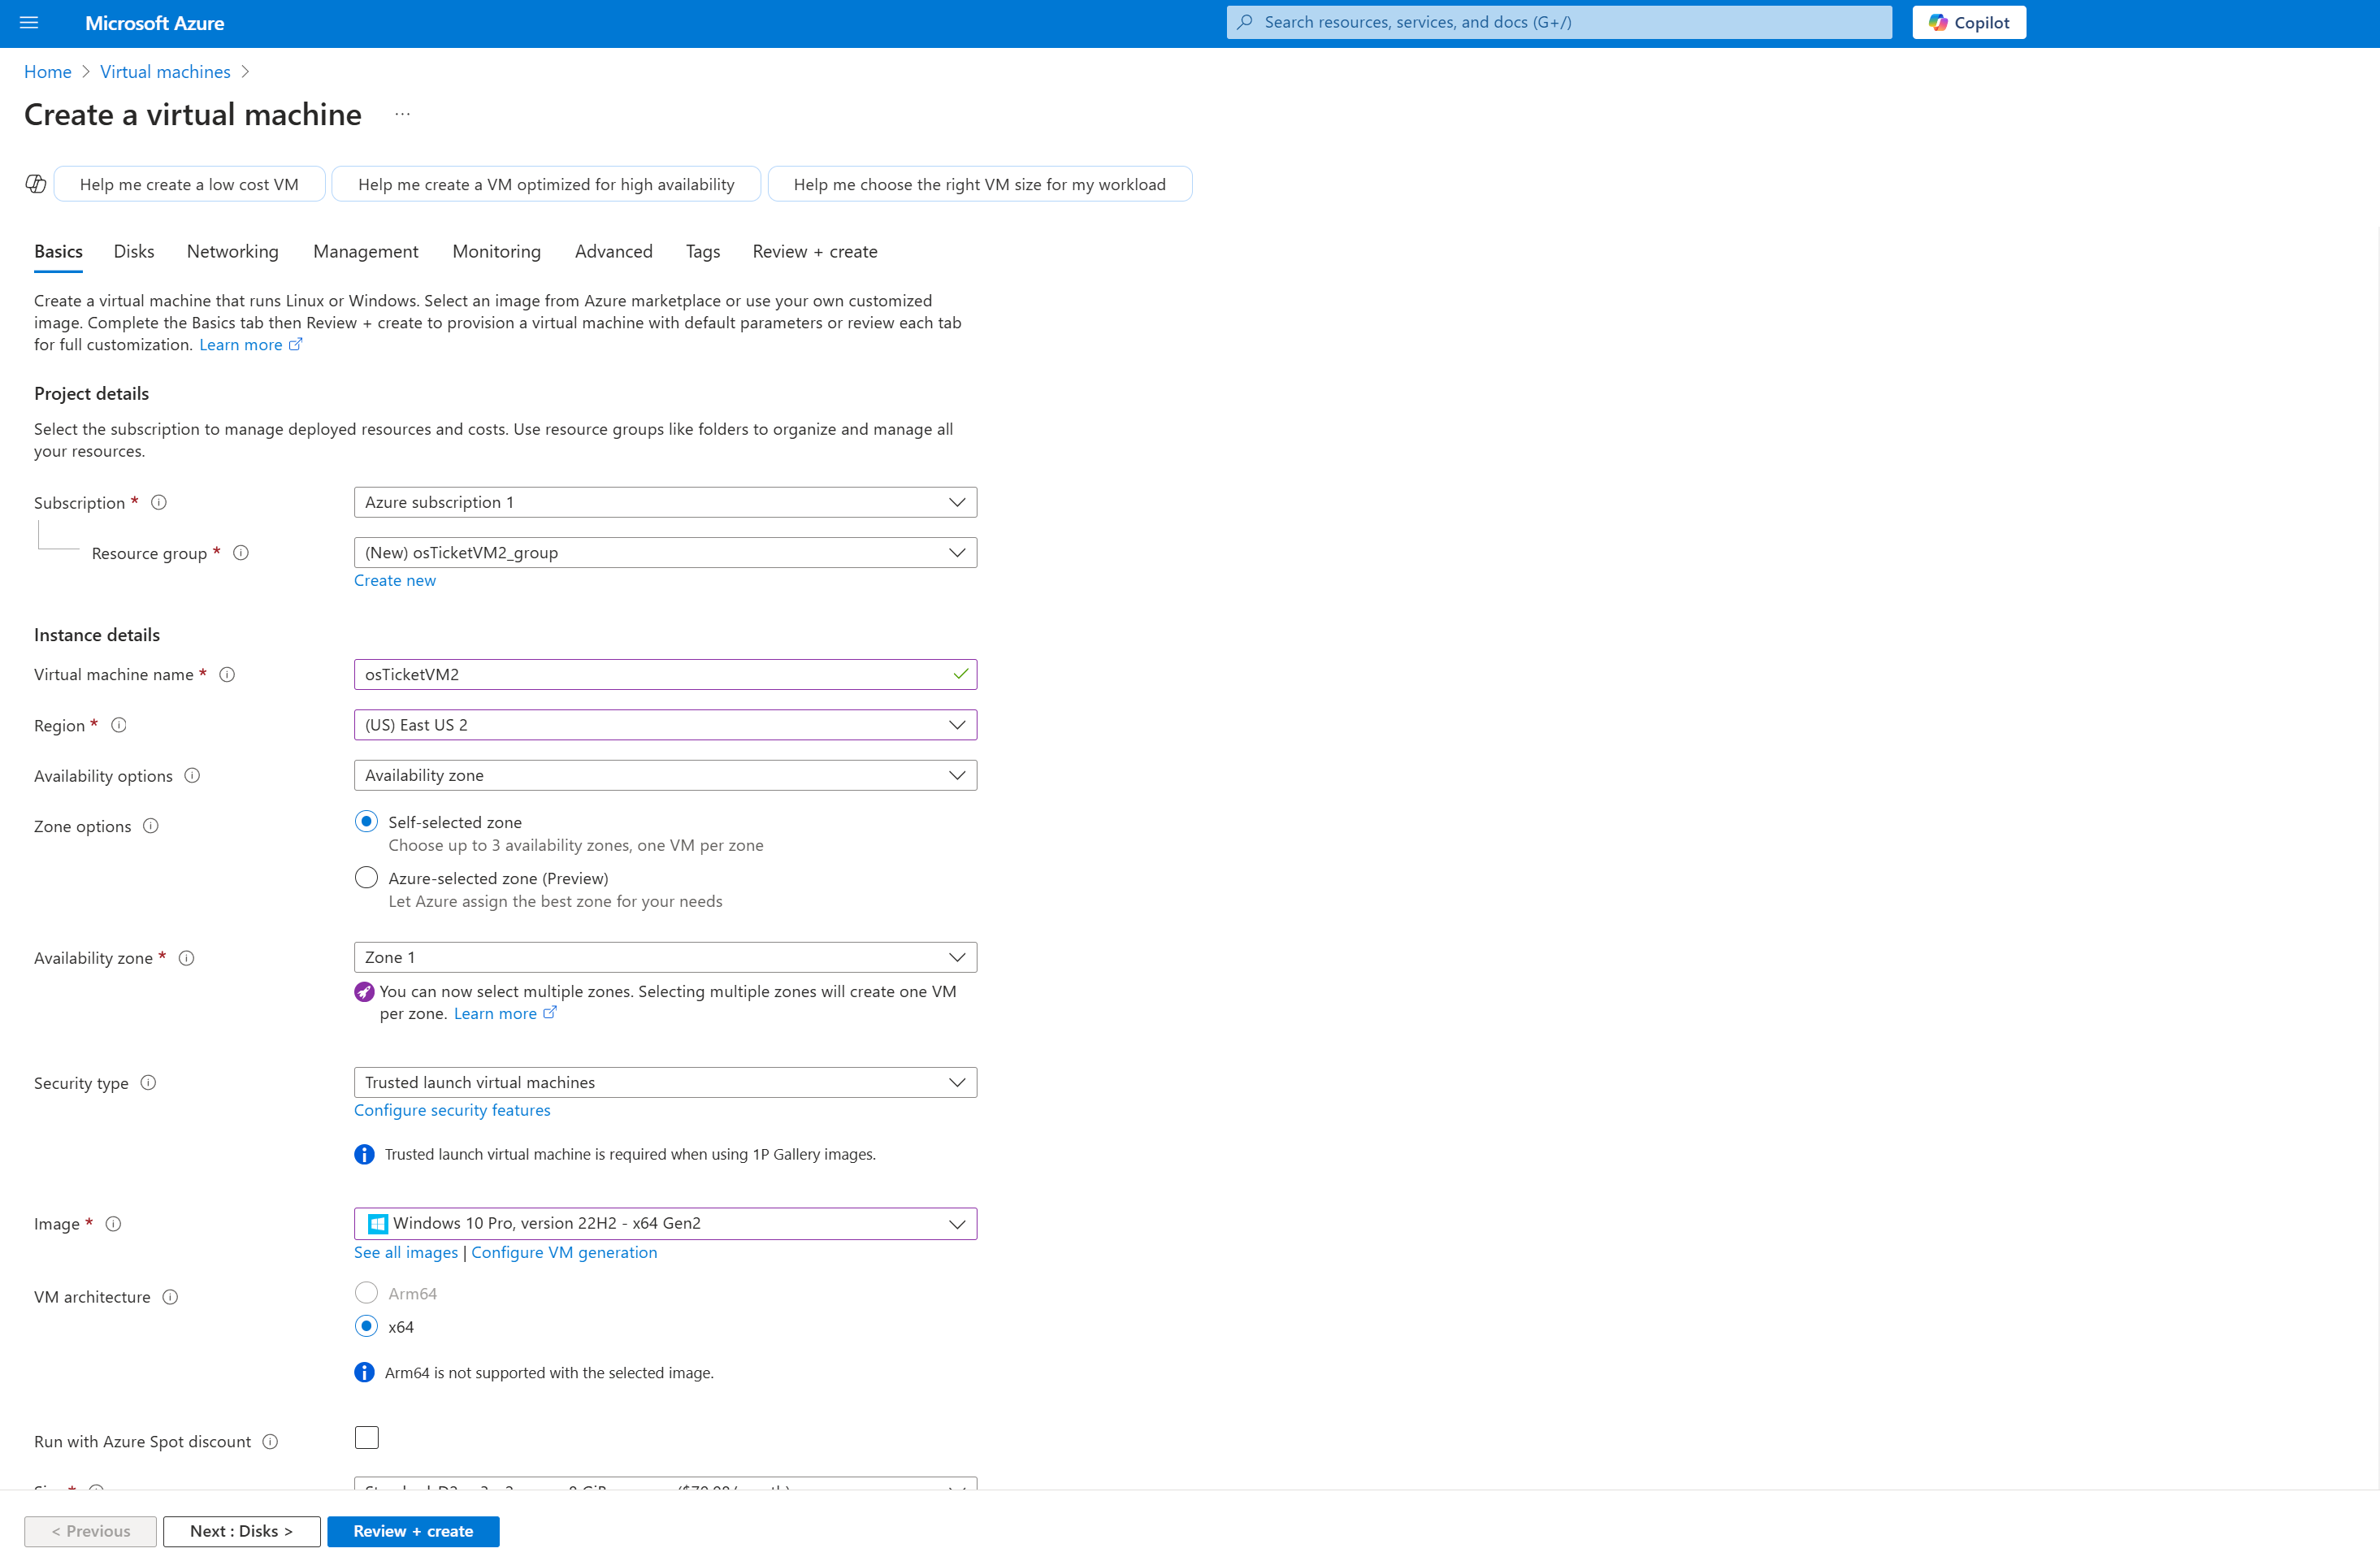 Microsoft Azure
Search resources, services, and docs (G+/)
Copilot
Home > Virtual machines >
Create a virtual machine ...
Help me create a low cost VM
Help me create a VM optimized for high availability
Help me choose the right VM size for my workload
Basics Disks Networking Management Monitoring Advanced Tags Review + create
Create a virtual machine that runs Linux or Windows. Select an image from Azure marketplace or use your own customized
image. Complete the Basics tab then Review + create to provision a virtual machine with default parameters or review each tab
for full customization. Learn more
Project details
Select the subscription to manage deployed resources and costs. Use resource groups like folders to organize and manage all
your resources.
Subscription *
Azure subscription 1
Resource group *
(New) osTicketVM2_group
Create new
Instance details
Virtual machine name *
osTicketVM2
Region *
(US) East US 2
Availability options
Availability zone
Zone options
Self-selected zone
Choose up to 3 availability zones, one VM per zone
Azure-selected zone (Preview)
Let Azure assign the best zone for your needs
Availability zone *
Zone 1
You can now select multiple zones. Selecting multiple zones will create one VM
per zone. Learn more
Security type
Trusted launch virtual machines
Configure security features
Trusted launch virtual machine is required when using 1P Gallery images.
Image *
Windows 10 Pro, version 22H2 - x64 Gen2
See all images | Configure VM generation
VM architecture
Arm64
x64
Arm64 is not supported with the selected image.
Run with Azure Spot discount
Size *
< Previous
Next : Disks >
Review + create